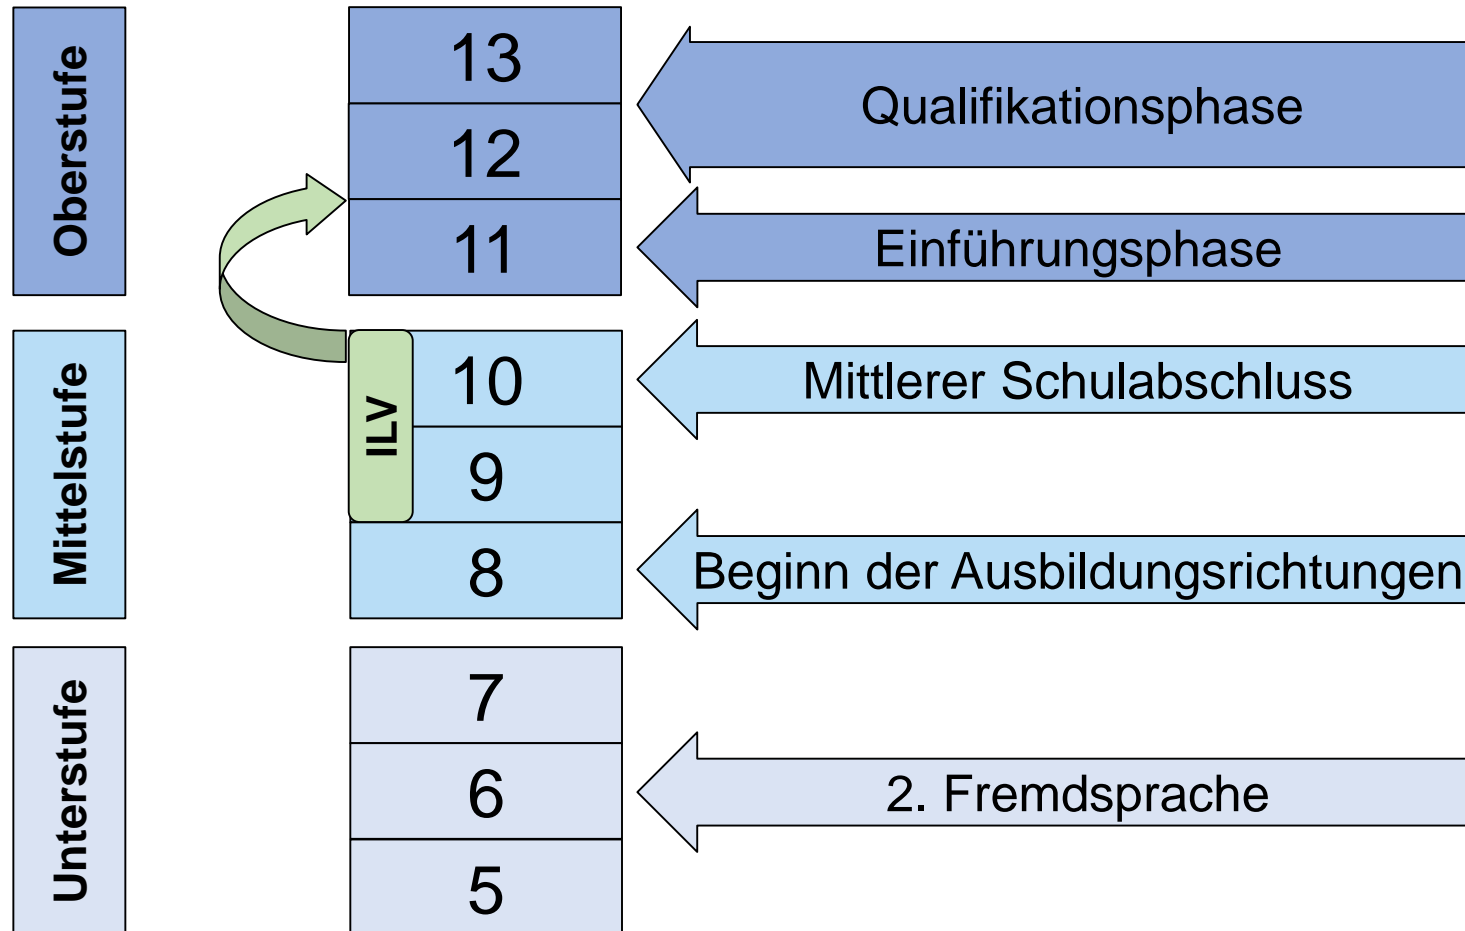 Oberstufe
13
12
11
Qualifikationsphase
Einführungsphase
Mittelstufe
ILV
10
9
8
Mittlerer Schulabschluss
Beginn der Ausbildungsrichtungen
Unterstufe
7
6
5
2. Fremdsprache